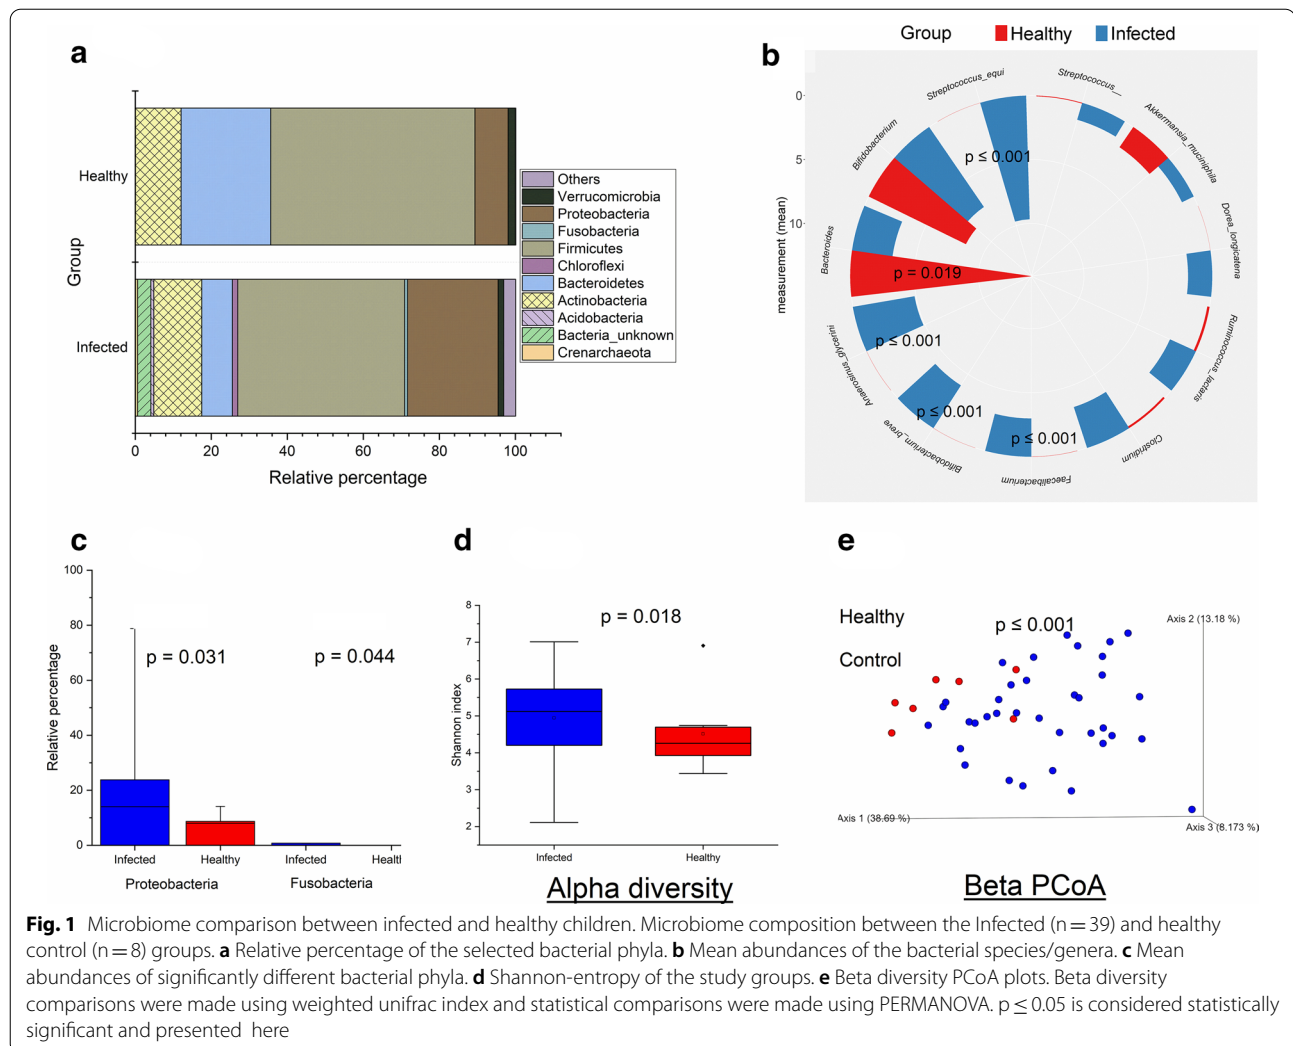 a
Healthy
Infected
Group
0 20 40 60 80 100
Relative percentage
Others
Verrucomicrobia
Proteobacteria
Fusobacteria
Firmicutes
Chloroflexi
Bacteroidetes
Actinobacteria
Acidobacteria
Bacteria_unknown
Crenarchaeota
b
Group Healthy Infected
0
5
10
measurement (mean)
Streptococcus_equi
Streptococcus__
Akkermansia_muciniphila
Dorea_longicatena
Ruminococcus_lactaris
Clostridium
Faecalibacterium
Bifidobacterium_breve
Anaerosinus_glycerini
Bacteroides
Bifidobacterium
p ≤ 0.001
p = 0.019
p ≤ 0.001
p ≤ 0.001
p ≤ 0.001
c
100
80
60
40
20
0
Relative percentage
p = 0.031
p = 0.044
Infected Healthy Infected Healtl
Proteobacteria Fusobacteria
d
8
7
6
5
4
3
2
Shannon index
p = 0.018
Infected Healthy
Alpha diversity
e
Healthy
Control
p ≤ 0.001
Axis 2 (13.18 %)
Axis 1 (38.69 %)
Axis 3 (8.173 %)
Beta PCoA
Fig. 1 Microbiome comparison between infected and healthy children. Microbiome composition between the Infected (n = 39) and healthy
control (n = 8) groups. a Relative percentage of the selected bacterial phyla. b Mean abundances of the bacterial species/genera. c Mean
abundances of significantly different bacterial phyla. d Shannon-entropy of the study groups. e Beta diversity PCoA plots. Beta diversity
comparisons were made using weighted unifrac index and statistical comparisons were made using PERMANOVA. p ≤ 0.05 is considered statistically
significant and presented here